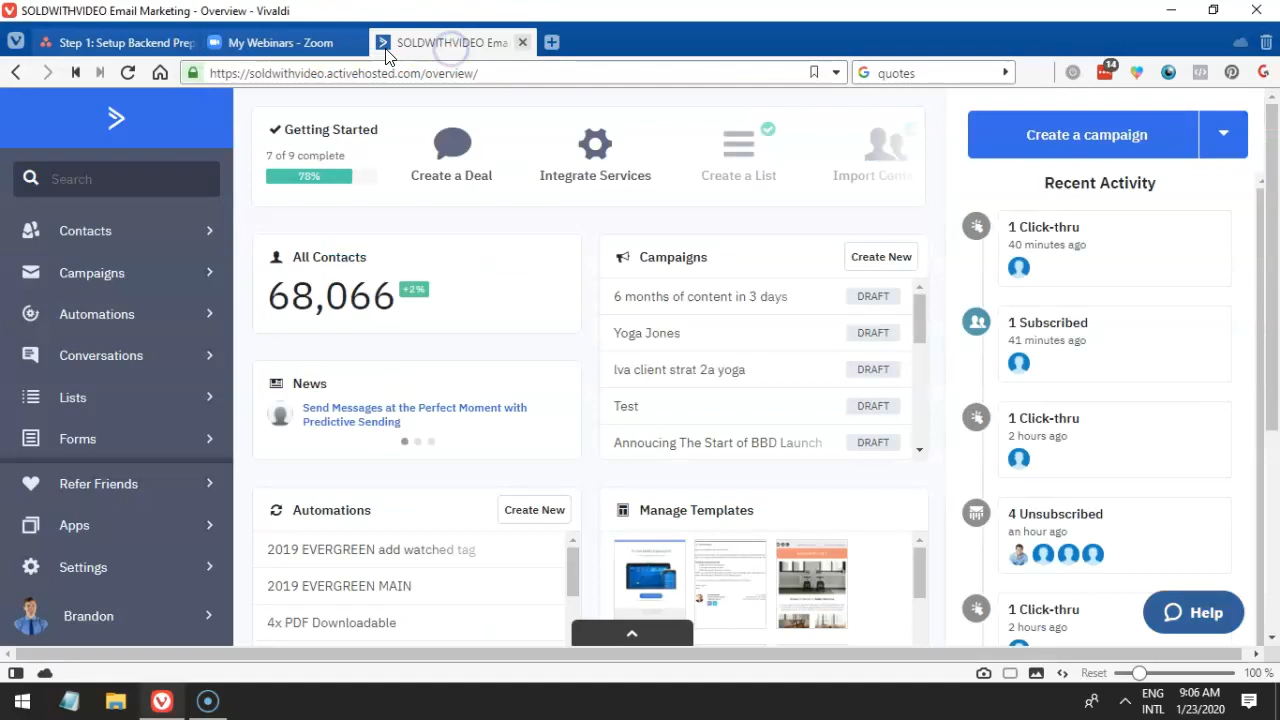 SOLDWITHVIDEO Email Marketing - Overview - Vivaldi
Step 1: Setup Backend Prep
My Webinars - Zoom
SOLDWITHVIDEO Ema
https://soldwithvideo.activehosted.com/overview/
quotes
14
Search
Contacts
Campaigns
Automations
Conversations
Lists
Forms
Refer Friends
Apps
Settings
Brandon
Getting Started
7 of 9 complete
78%
Create a Deal
Integrate Services
Create a List
Import Conta
All Contacts
68,066 +2%
News
Send Messages at the Perfect Moment with
Predictive Sending
Campaigns
Create New
6 months of content in 3 days DRAFT
Yoga Jones DRAFT
lva client strat 2a yoga DRAFT
Test DRAFT
Annoucing The Start of BBD Launch DRAFT
Automations
Create New
2019 EVERGREEN add watched tag
2019 EVERGREEN MAIN
4x PDF Downloadable
Manage Templates
Create a campaign
Recent Activity
1 Click-thru
40 minutes ago
1 Subscribed
41 minutes ago
1 Click-thru
2 hours ago
4 Unsubscribed
an hour ago
1 Click-thru
2 hours ago
Help
Reset
100 %
ENG
INTL
9:06 AM
1/23/2020